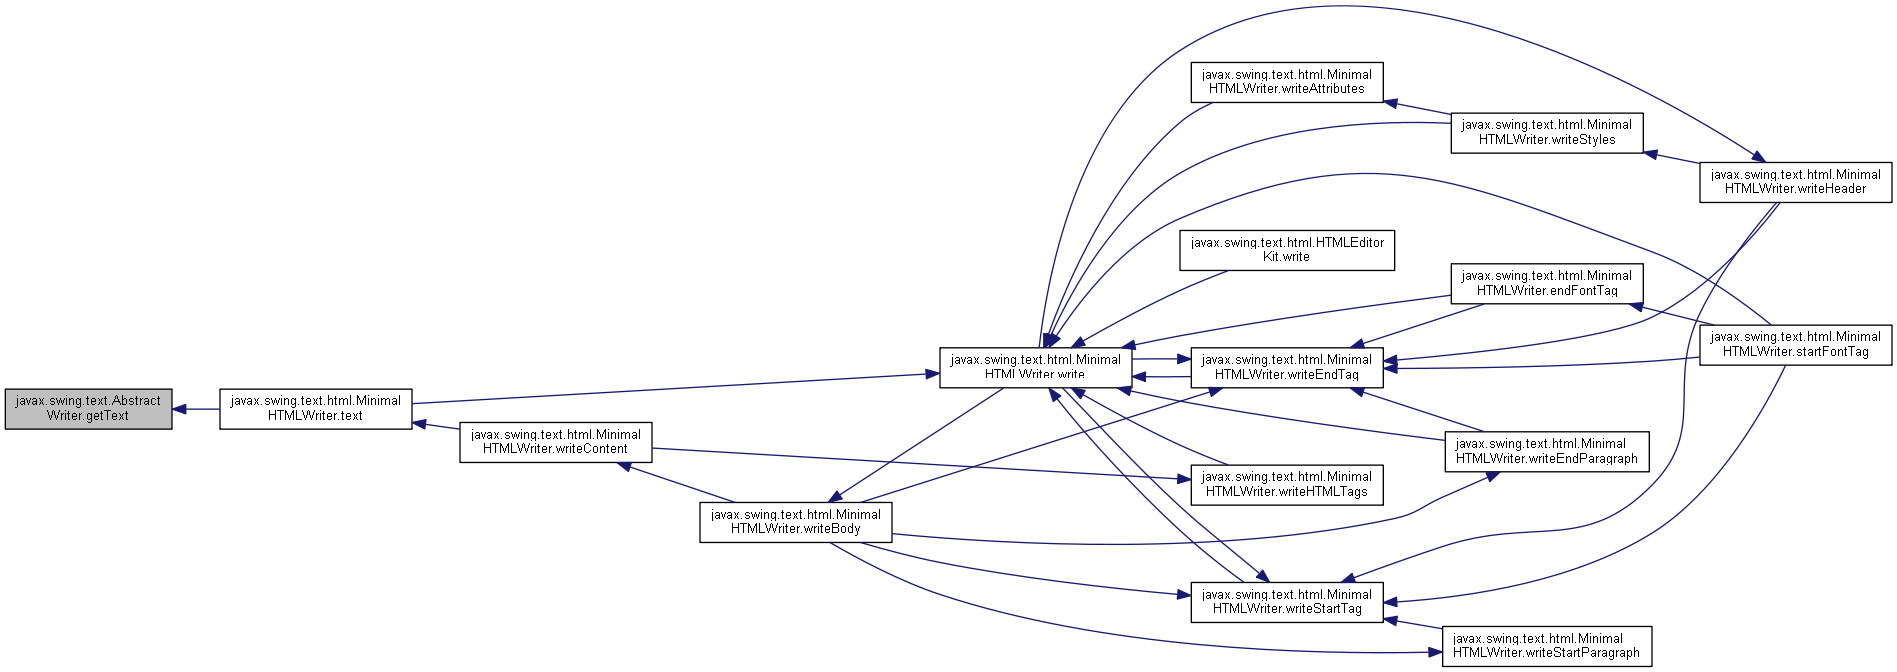 javax.swing.text.Abstract
Writer.getText
javax.swing.text.html.Minimal
HTMLWriter.text
javax.swing.text.html.Minimal
HTMLWriter.writeContent
javax.swing.text.html.Minimal
HTMLWriter.writeBody
javax.swing.text.html.Minimal
HTMLWriter.write
javax.swing.text.html.Minimal
HTMLWriter.writeAttributes
javax.swing.text.html.HTMLEditor
Kit.write
javax.swing.text.html.Minimal
HTMLWriter.writeEndTag
javax.swing.text.html.Minimal
HTMLWriter.writeHTMLTags
javax.swing.text.html.Minimal
HTMLWriter.writeStartTag
javax.swing.text.html.Minimal
HTMLWriter.writeStyles
javax.swing.text.html.Minimal
HTMLWriter.endFontTag
javax.swing.text.html.Minimal
HTMLWriter.writeEndParagraph
javax.swing.text.html.Minimal
HTMLWriter.writeStartParagraph
javax.swing.text.html.Minimal
HTMLWriter.writeHeader
javax.swing.text.html.Minimal
HTMLWriter.startFontTag